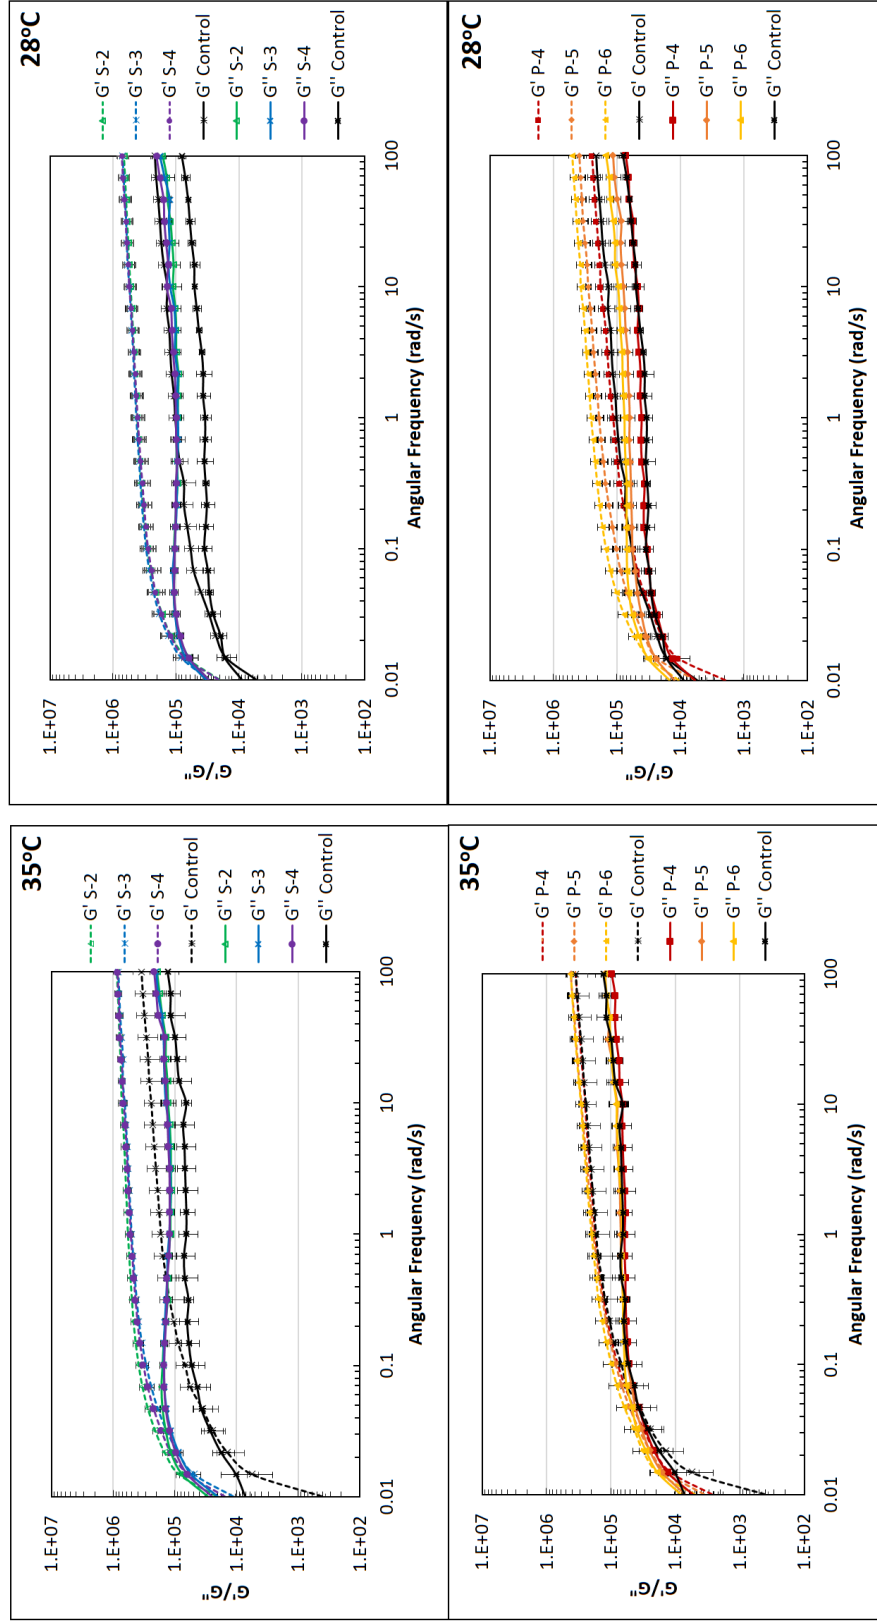 35°C
1.E+07
1.E+06
1.E+05
1.E+04
1.E+03
1.E+02
G'/G''
0.01
0.1
1
10
100
Angular Frequency (rad/s)
G' S-2
G' S-3
G' S-4
G' Control
G'' S-2
G'' S-3
G'' S-4
G'' Control
28°C
1.E+07
1.E+06
1.E+05
1.E+04
1.E+03
1.E+02
G'/G''
0.01
0.1
1
10
100
Angular Frequency (rad/s)
G' S-2
G' S-3
G' S-4
G' Control
G'' S-2
G'' S-3
G'' S-4
G'' Control
35°C
1.E+07
1.E+06
1.E+05
1.E+04
1.E+03
1.E+02
G'/G''
0.01
0.1
1
10
100
Angular Frequency (rad/s)
G' P-4
G' P-5
G' P-6
G' Control
G'' P-4
G'' P-5
G'' P-6
G'' Control
28°C
1.E+07
1.E+06
1.E+05
1.E+04
1.E+03
1.E+02
G'/G''
0.01
0.1
1
10
100
Angular Frequency (rad/s)
G' P-4
G' P-5
G' P-6
G' Control
G'' P-4
G'' P-5
G'' P-6
G'' Control